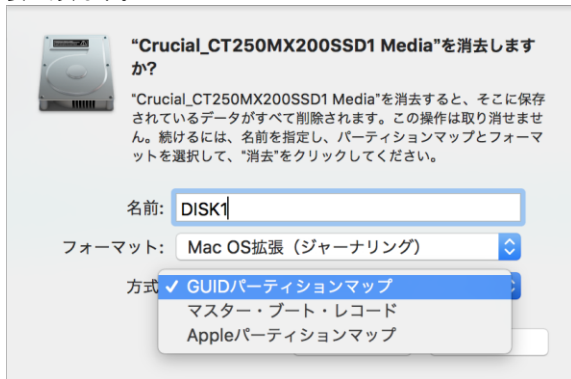 "Crucial_CT250MX200SSD1 Media"を消去します
か?
"Crucial_CT250MX200SSD1 Media"を消去すると、そこに保存
されているデータがすべて削除されます。この操作は取り消せませ
ん。続けるには、名前を指定し、パーティションマップとフォーマ
ットを選択して、"消去"をクリックしてください。
名前: DISK1
フォーマット: Mac OS拡張（ジャーナリング）
方式 ✓ GUIDパーティションマップ
マスター・ブート・レコード
Appleパーティションマップ